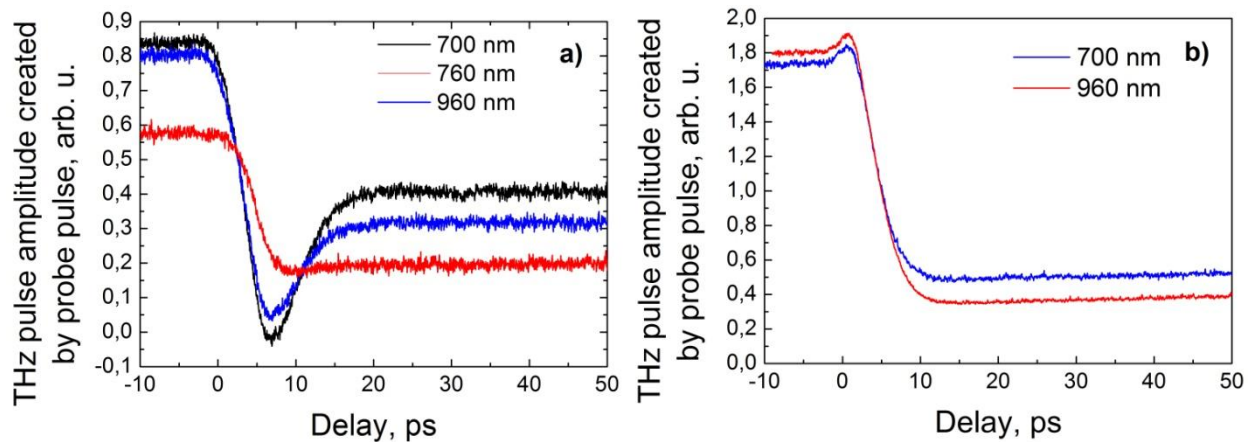 THz pulse amplitude created
by probe pulse, arb. u.
0,9
0,8
0,7
0,6
0,5
0,4
0,3
0,2
0,1
0,0
-0,1
700 nm
760 nm
960 nm
a)
-10 0 10 20 30 40 50
Delay, ps
THz pulse amplitude created
by probe pulse, arb. u.
2,0
1,8
1,6
1,4
1,2
1,0
0,8
0,6
0,4
0,2
0,0
700 nm
960 nm
b)
-10 0 10 20 30 40 50
Delay, ps